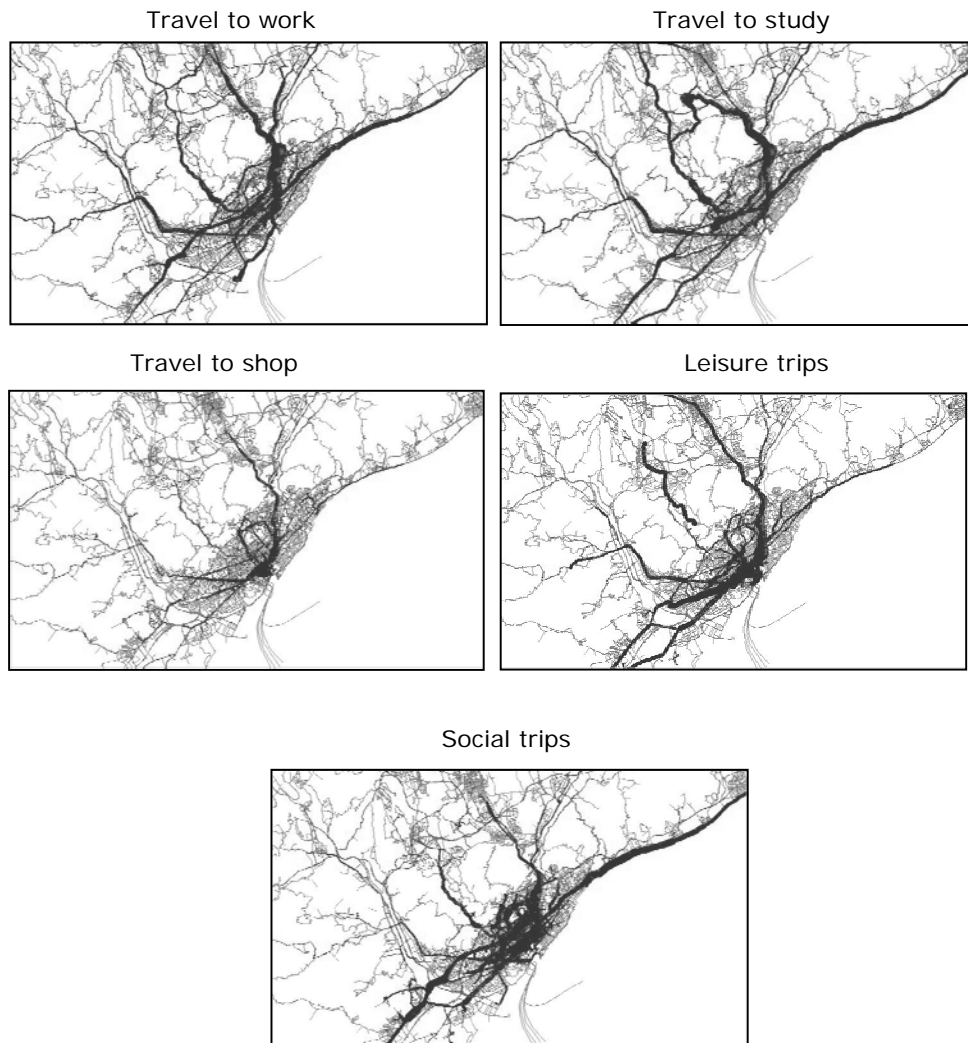 Travel to work
Travel to study
Travel to shop
Leisure trips
Social trips